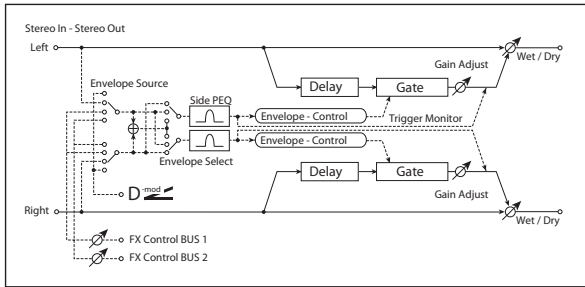 Stereo In - Stereo Out
Left
Wet / Dry
Gain Adjust
Envelope Source
Side PEQ
Delay
Gate
Trigger Monitor
Envelope - Control
Envelope - Control
Envelope Select
D-mod
Delay
Gate
Gain Adjust
Right
Wet / Dry
FX Control BUS 1
FX Control BUS 2